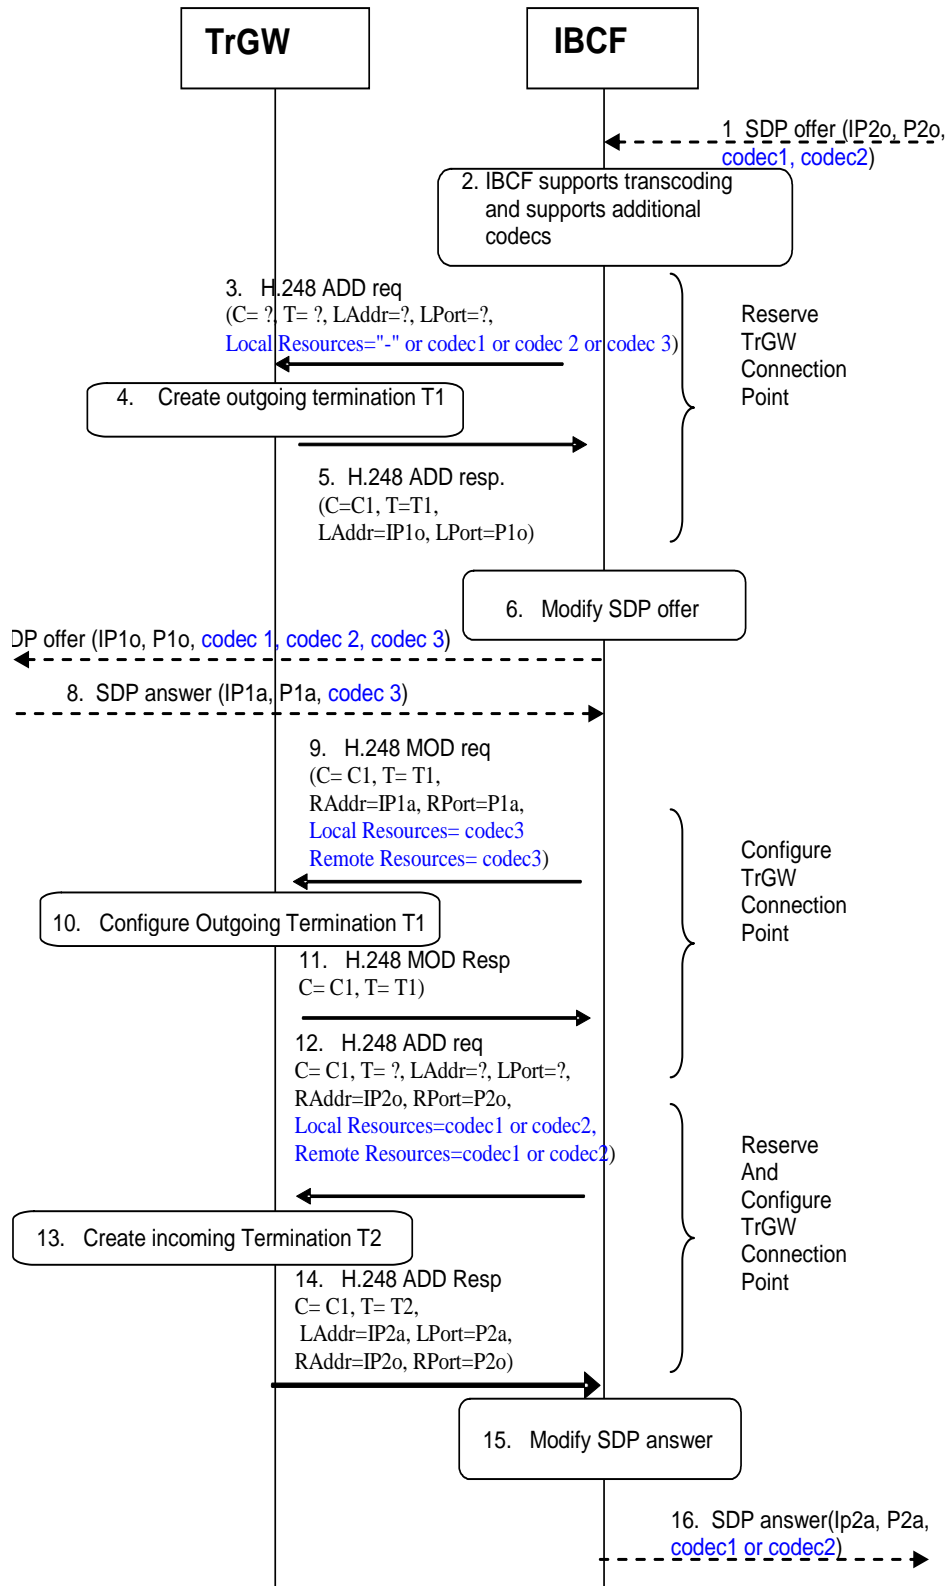 TrGW
IBCF
1 SDP offer (IP2o, P2o,
codec1, codec2)
2. IBCF supports transcoding
and supports additional
codecs
3. H.248 ADD req
(C= ?, T= ?, LAddr=?, LPort=?,
Local Resources="-" or codec1 or codec 2 or codec 3)
Reserve
TrGW
Connection
Point
4. Create outgoing termination T1
5. H.248 ADD resp.
(C=C1, T=T1,
LAddr=IP1o, LPort=P1o)
6. Modify SDP offer
DP offer (IP1o, P1o, codec 1, codec 2, codec 3)
8. SDP answer (IP1a, P1a, codec 3)
9. H.248 MOD req
(C= C1, T= T1,
RAddr=IP1a, RPort=P1a,
Local Resources= codec3
Remote Resources= codec3)
Configure
TrGW
Connection
Point
10. Configure Outgoing Termination T1
11. H.248 MOD Resp
C= C1, T= T1)
12. H.248 ADD req
C= C1, T= ?, LAddr=?, LPort=?,
RAddr=IP2o, RPort=P2o,
Local Resources=codec1 or codec2,
Remote Resources=codec1 or codec2)
Reserve
And
Configure
TrGW
Connection
Point
13. Create incoming Termination T2
14. H.248 ADD Resp
C= C1, T= T2,
LAddr=IP2a, LPort=P2a,
RAddr=IP2o, RPort=P2o)
15. Modify SDP answer
16. SDP answer(Ip2a, P2a,
codec1 or codec2)